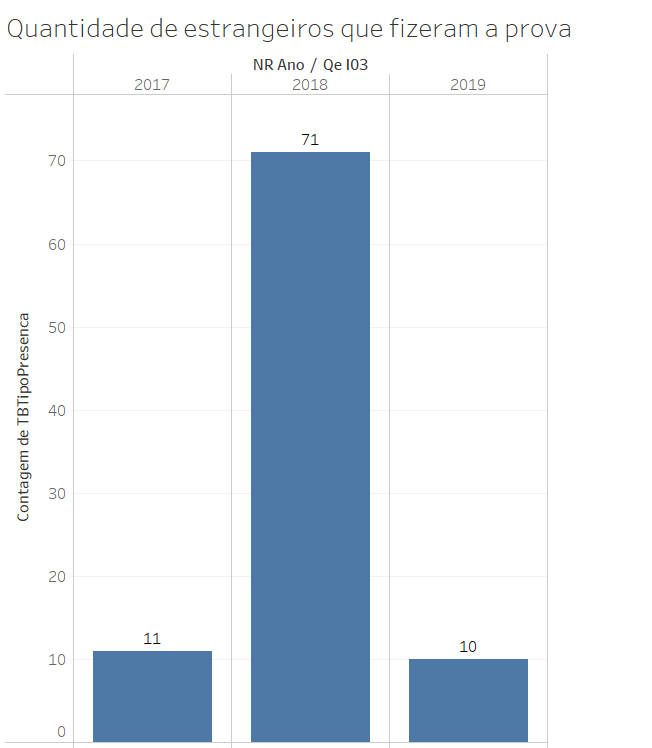 Quantidade de estrangeiros que fizeram a prova
NR Ano / Qe I03
2017 2018 2019
Contagem de TBTipoPresenca
70
60
50
40
30
20
10
0
11
71
10